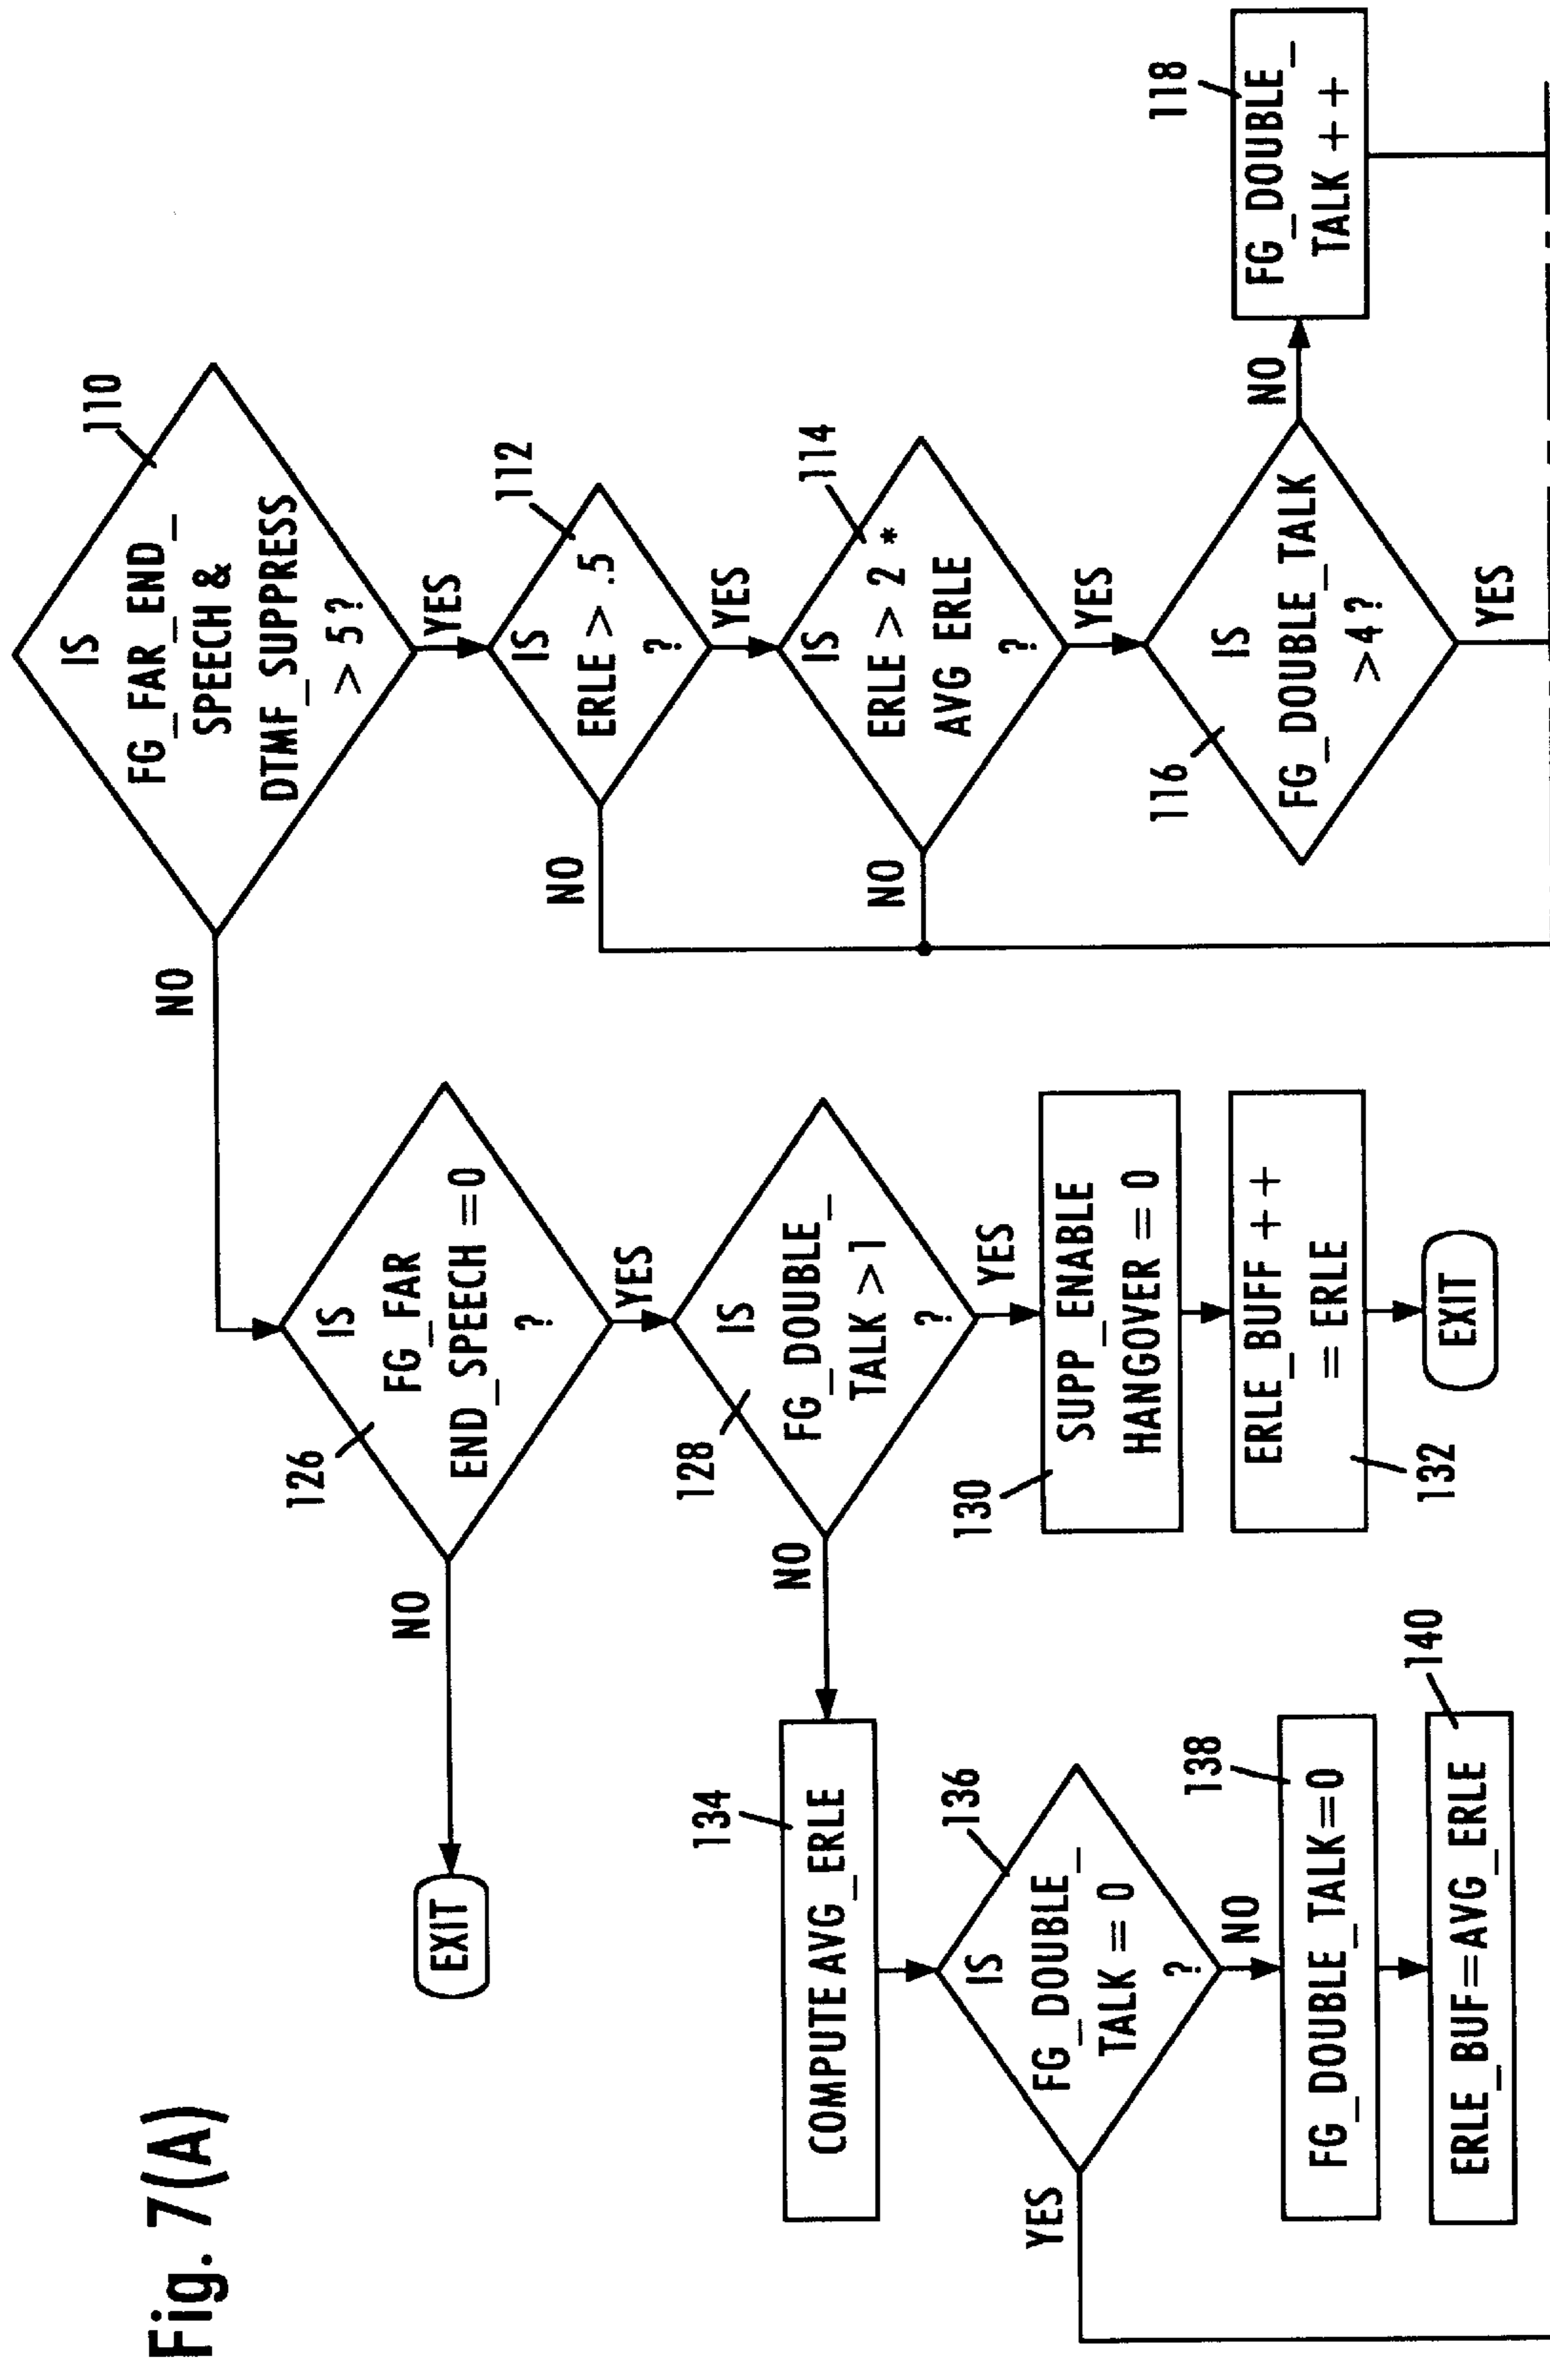 Fig. 7(A)
110
IS
FG_FAR_END_
SPEECH &
DTMF_SUPPRESS
> 5?
NO
YES
112
IS
ERLE > .5
?
NO
YES
114
IS
ERLE > 2 *
AVG ERLE
?
NO
YES
116
IS
FG_DOUBLE_TALK
>4?
NO
YES
118
FG_DOUBLE_
TALK ++
126
IS
FG_FAR
END_SPEECH =0
?
NO
EXIT
YES
128
IS
FG_DOUBLE_
TALK >1
?
NO
YES
130
SUPP_ENABLE
HANGOVER = 0
132
ERLE_BUFF ++
= ERLE
EXIT
134
COMPUTE AVG_ERLE
136
IS
FG_DOUBLE_
TALK = 0
?
YES
NO
138
FG_DOUBLE_TALK=0
140
ERLE_BUF=AVG_ERLE